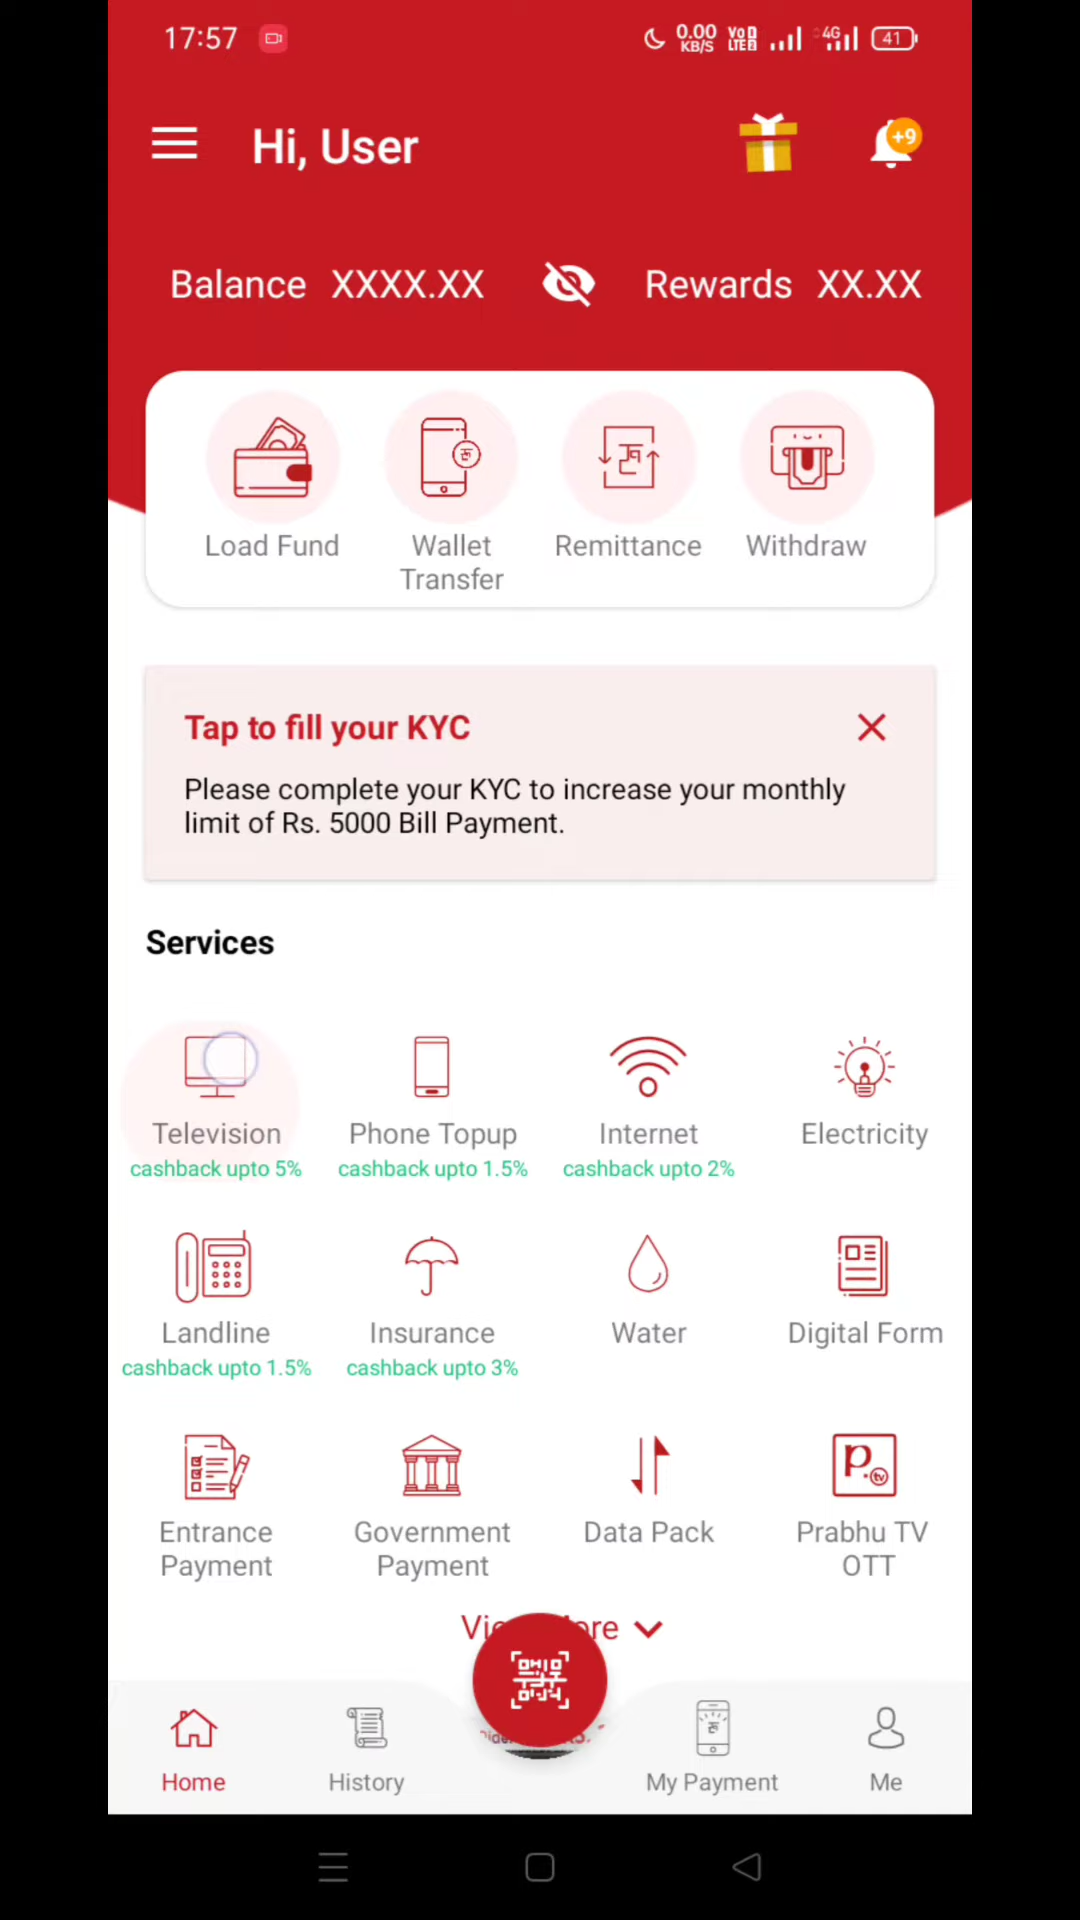 17:57
0.00 KB/S
4G
41
Hi, User
+9
Balance XXXX.XX Rewards XX.XX
Load Fund
Wallet
Transfer
Remittance
Withdraw
Tap to fill your KYC
Please complete your KYC to increase your monthly
limit of Rs. 5000 Bill Payment.
Services
Television
cashback upto 5%
Phone Topup
cashback upto 1.5%
Internet
cashback upto 2%
Electricity
Landline
cashback upto 1.5%
Insurance
cashback upto 3%
Water
Digital Form
Entrance
Payment
Government
Payment
Data Pack
Prabhu TV
OTT
Home
History
My Payment
Me